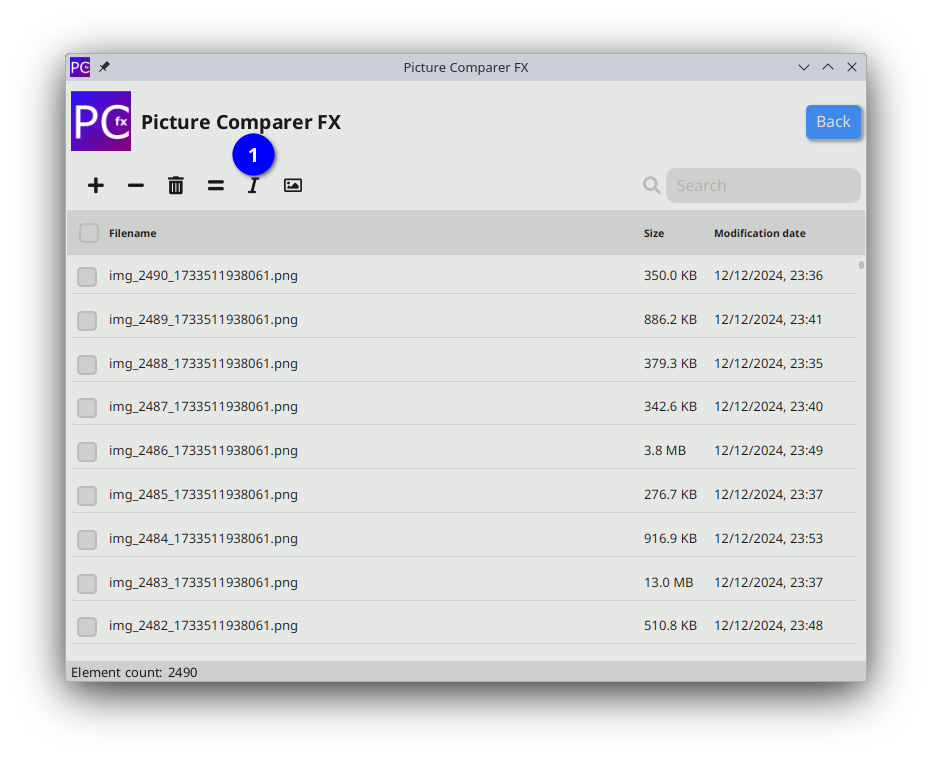 PC fx Picture Comparer FX
PC fx Picture Comparer FX Back
1
I Search
Filename Size Modification date
img_2490_1733511938061.png 350.0 KB 12/12/2024, 23:36
img_2489_1733511938061.png 886.2 KB 12/12/2024, 23:41
img_2488_1733511938061.png 379.3 KB 12/12/2024, 23:35
img_2487_1733511938061.png 342.6 KB 12/12/2024, 23:40
img_2486_1733511938061.png 3.8 MB 12/12/2024, 23:49
img_2485_1733511938061.png 276.7 KB 12/12/2024, 23:37
img_2484_1733511938061.png 916.9 KB 12/12/2024, 23:53
img_2483_1733511938061.png 13.0 MB 12/12/2024, 23:37
img_2482_1733511938061.png 510.8 KB 12/12/2024, 23:48
Element count: 2490